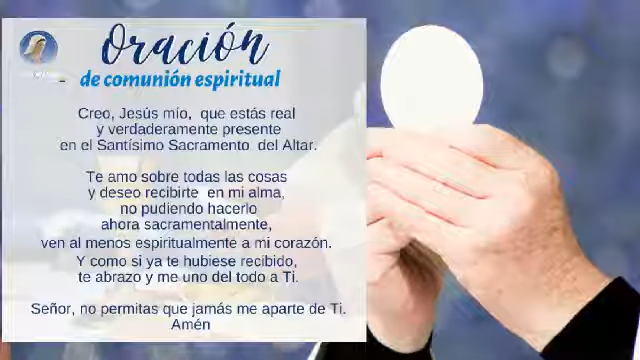 Oración
de comunión espiritual
Creo, Jesús mío, que estás real
y verdaderamente presente
en el Santísimo Sacramento del Altar.
Te amo sobre todas las cosas
y deseo recibirte en mi alma,
no pudiendo hacerlo
ahora sacramentalmente,
ven al menos espiritualmente a mi corazón.
Y como si ya te hubiese recibido,
te abrazo y me uno del todo a Ti.
Señor, no permitas que jamás me aparte de Ti.
Amén